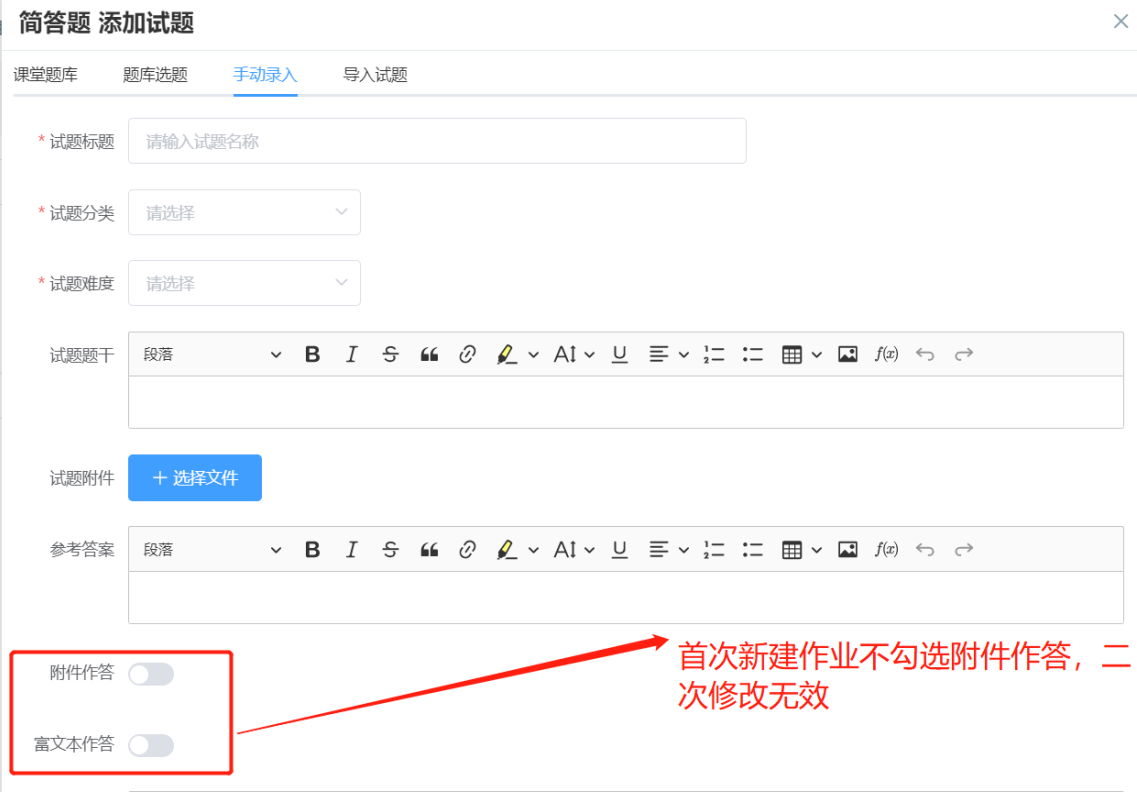 简答题 添加试题
课堂题库 题库选题 手动录入 导入试题
* 试题标题 请输入试题名称
* 试题分类 请选择
* 试题难度 请选择
试题题干 段落
试题附件 + 选择文件
参考答案 段落
附件作答
首次新建作业不勾选附件作答，二
次修改无效
富文本作答